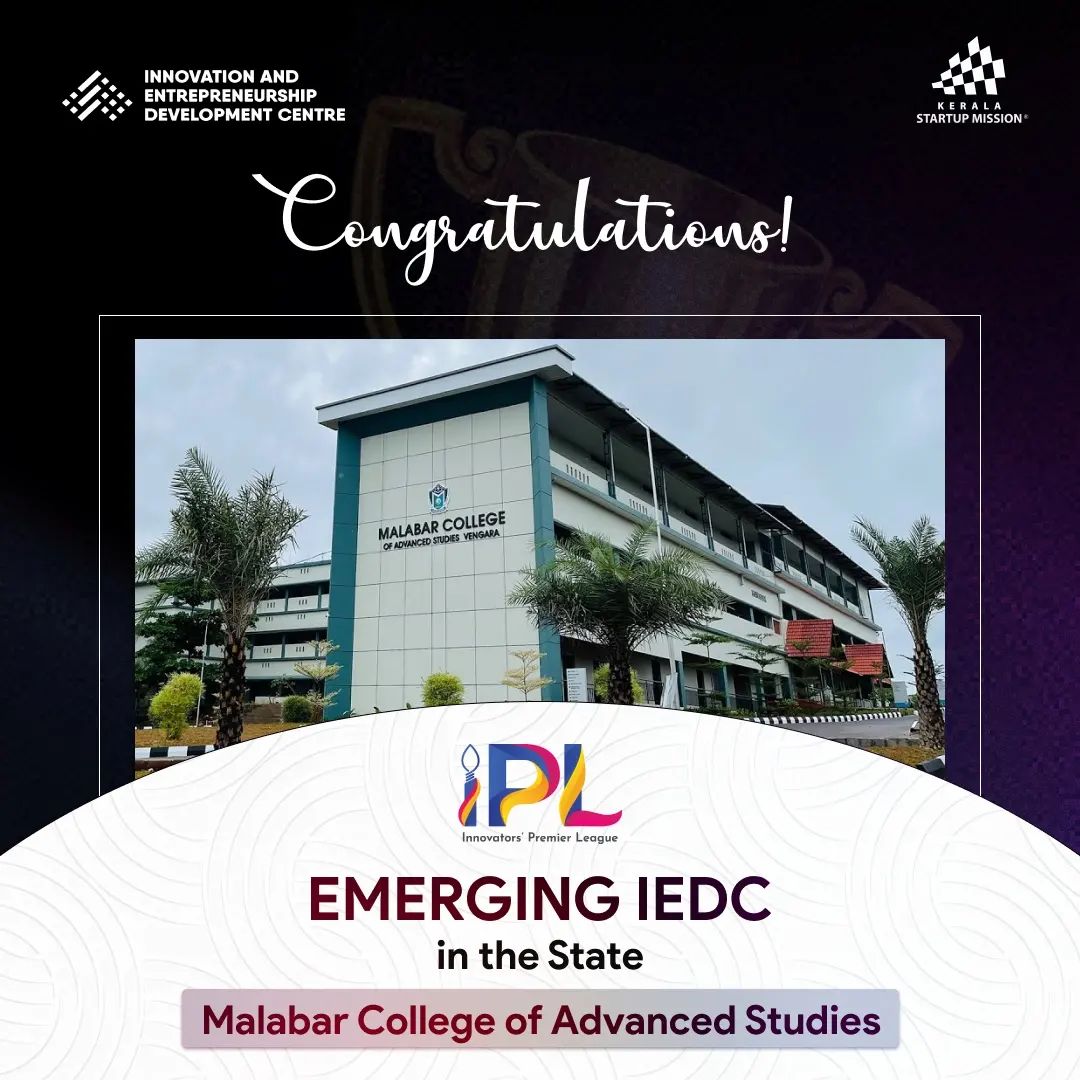 INNOVATION AND
ENTREPRENEURSHIP
DEVELOPMENT CENTRE
KERALA
STARTUP MISSION®
Congratulations!
MALABAR COLLEGE
OF ADVANCED STUDIES VENGARA
iPL
Innovators' Premier League
EMERGING IEDC
in the State
Malabar College of Advanced Studies